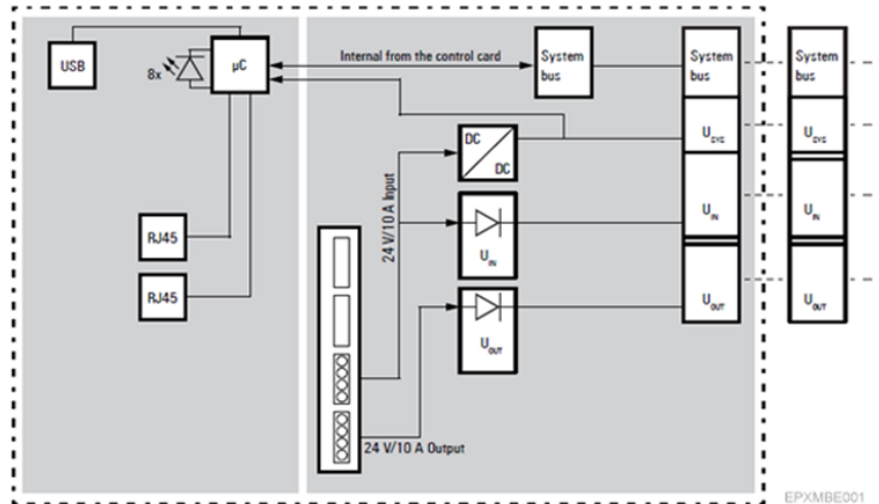 USB
8x
µC
Internal from the control card
System
bus
System
bus
System
bus
DC
DC
U SYS
U SYS
24 V/10 A Input
RJ45
U IN
U IN
U IN
RJ45
U OUT
U OUT
U OUT
24 V/10 A Output
EPXMBE001